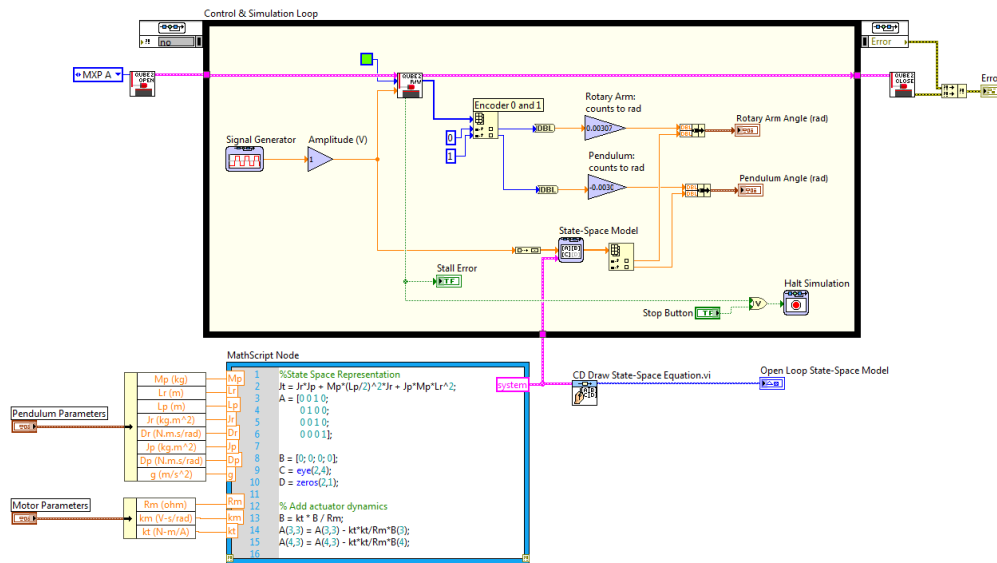 Control & Simulation Loop
no
Error
MXP A
QUBE2
OPEN
QUBE2
R/W
QUBE2
CLOSE
Erro
Encoder 0 and 1
Rotary Arm:
counts to rad
0.00307
Rotary Arm Angle (rad)
DBL
Signal Generator
Amplitude (V)
1
0
1
Pendulum:
counts to rad
-0.0030
Pendulum Angle (rad)
DBL
State-Space Model
Stall Error
TF
Halt Simulation
Stop Button
TF
V
MathScript Node
Pendulum Parameters
Mp (kg)
Lr (m)
Lp (m)
Jr (kg.m^2)
Dr (N.m.s/rad)
Jp (kg.m^2)
Dp (N.m.s/rad)
g (m/s^2)
Mp
Lr
Lp
Jr
Dr
Jp
Dp
g
Motor Parameters
Rm (ohm)
km (V-s/rad)
kt (N-m/A)
Rm
km
kt
1 %State Space Representation
2 Jt = Jr*Jp + Mp*(Lp/2)^2*Jr + Jp*Mp*Lr^2;
3 A = [0 0 1 0;
4 0 1 0 0;
5 0 0 1 0;
6 0 0 0 1];
7
8 B = [0; 0; 0; 0];
9 C = eye(2,4);
10 D = zeros(2,1);
11
12 % Add actuator dynamics
13 B = kt * B / Rm;
14 A(3,3) = A(3,3) - kt*kt/Rm*B(3);
15 A(4,3) = A(4,3) - kt*kt/Rm*B(4);
16
system
CD Draw State-Space Equation.vi
Open Loop State-Space Model